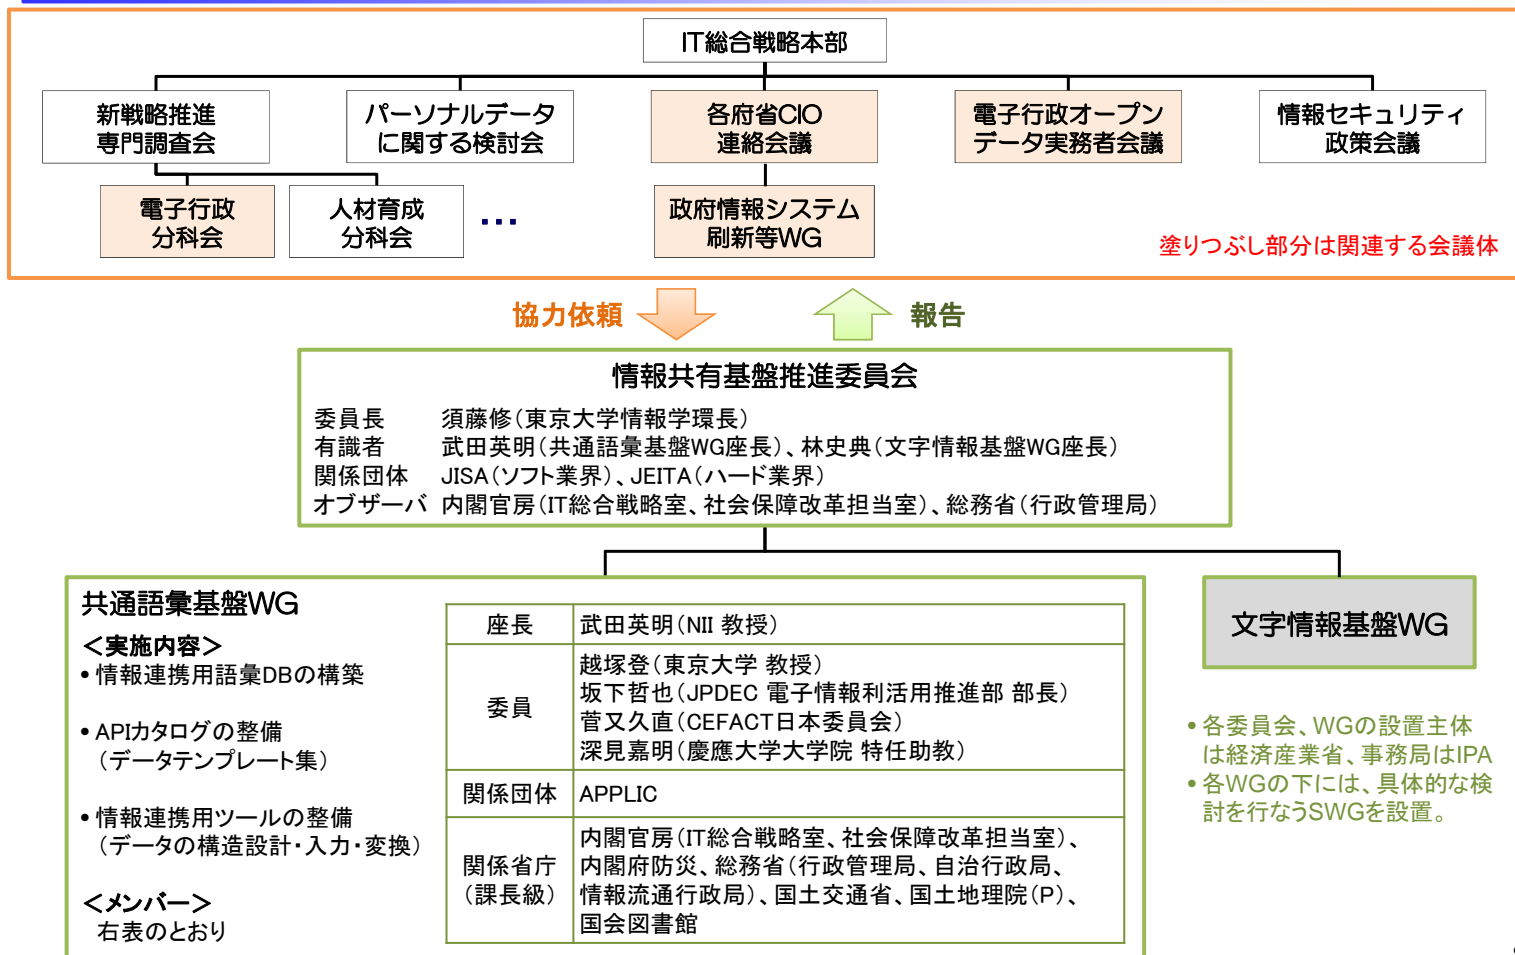 IT総合戦略本部
新戦略推進
専門調査会
パーソナルデータ
に関する検討会
各府省CIO
連絡会議
電子行政オープン
データ実務者会議
情報セキュリティ
政策会議
電子行政
分科会
人材育成
分科会
…
政府情報システム
刷新等WG
塗りつぶし部分は関連する会議体
協力依頼
報告
情報共有基盤推進委員会
委員長 須藤修(東京大学情報学環長)
有識者 武田英明(共通語彙基盤WG座長)、林史典(文字情報基盤WG座長)
関係団体 JISA(ソフト業界)、JEITA(ハード業界)
オブザーバ 内閣官房(IT総合戦略室、社会保障改革担当室)、総務省(行政管理局)
共通語彙基盤WG
<実施内容>
• 情報連携用語彙DBの構築
• APIカタログの整備
(データテンプレート集)
• 情報連携用ツールの整備
(データの構造設計・入力・変換)
<メンバー>
右表のとおり
座長 武田英明(NII 教授)
委員
越塚登(東京大学 教授)
坂下哲也(JPDEC 電子情報利活用推進部 部長)
菅又久直(CEFACT日本委員会)
深見嘉明(慶應大学大学院 特任助教)
関係団体 APPLIC
関係省庁
(課長級)
内閣官房(IT総合戦略室、社会保障改革担当室)、
内閣府防災、総務省(行政管理局、自治行政局、
情報流通行政局)、国土交通省、国土地理院(P)、
国会図書館
文字情報基盤WG
• 各委員会、WGの設置主体
は経済産業省、事務局はIPA
• 各WGの下には、具体的な検
討を行なうSWGを設置。